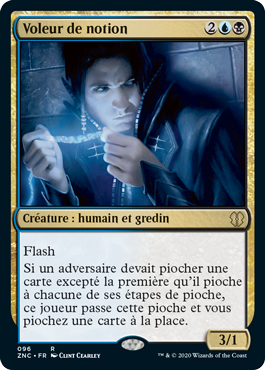 Voleur de notion 2
Créature : humain et gredin
Flash
Si un adversaire devait piocher une
carte excepté la première qu'il pioche
à chacune de ses étapes de pioche,
ce joueur passe cette pioche et vous
piochez une carte à la place.
3/1
096 R
ZNC • FR Clint Cearley
™ & © 2020 Wizards of the Coast